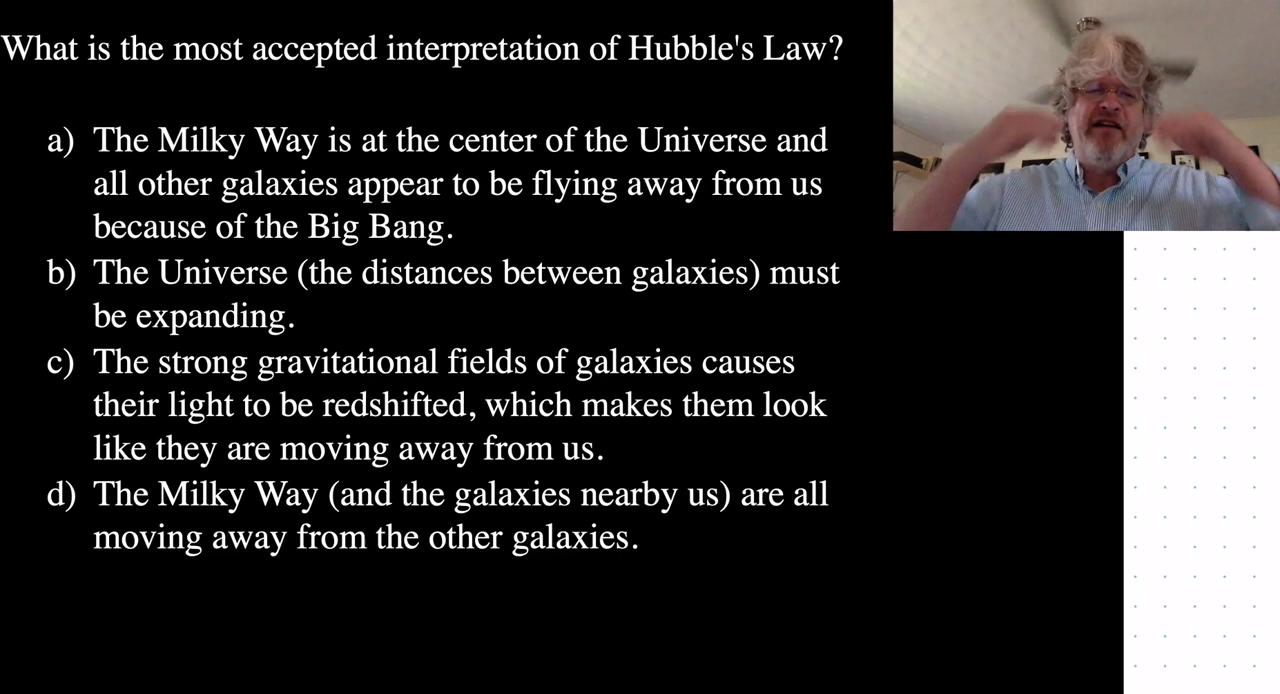 What is the most accepted interpretation of Hubble's Law?
a) The Milky Way is at the center of the Universe and
all other galaxies appear to be flying away from us
because of the Big Bang.
b) The Universe (the distances between galaxies) must
be expanding.
c) The strong gravitational fields of galaxies causes
their light to be redshifted, which makes them look
like they are moving away from us.
d) The Milky Way (and the galaxies nearby us) are all
moving away from the other galaxies.